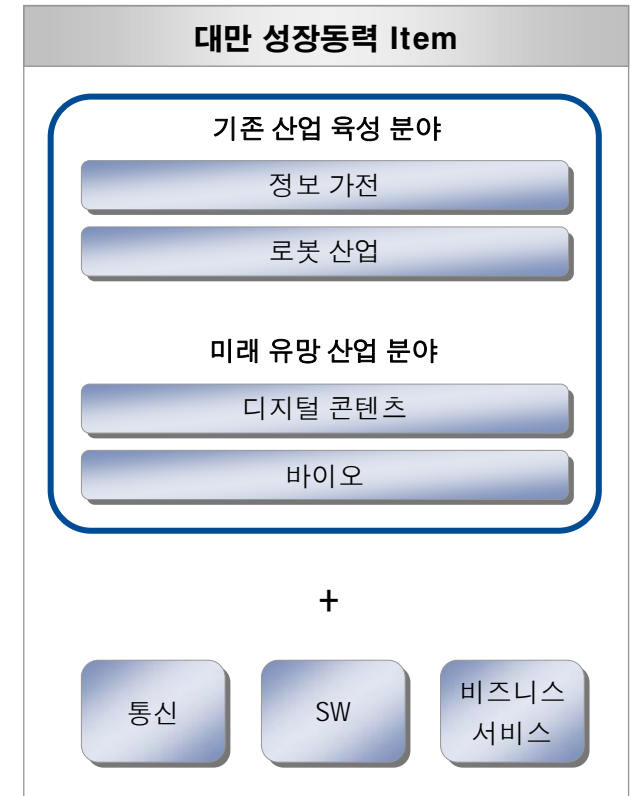 대만 성장동력 Item
기존 산업 육성 분야
정보 가전
로봇 산업
미래 유망 산업 분야
디지털 콘텐츠
바이오
+
통신
SW
비즈니스
서비스